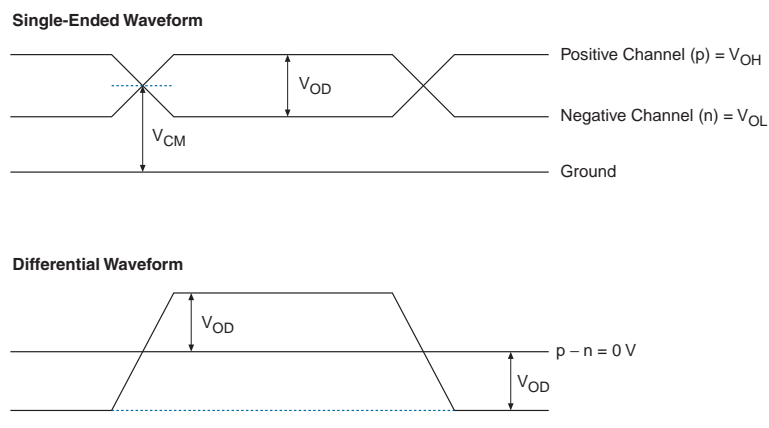 Single-Ended Waveform
Positive Channel (p) = VOH
VOD
Negative Channel (n) = VOL
VCM
Ground
Differential Waveform
VOD
p − n = 0 V
VOD